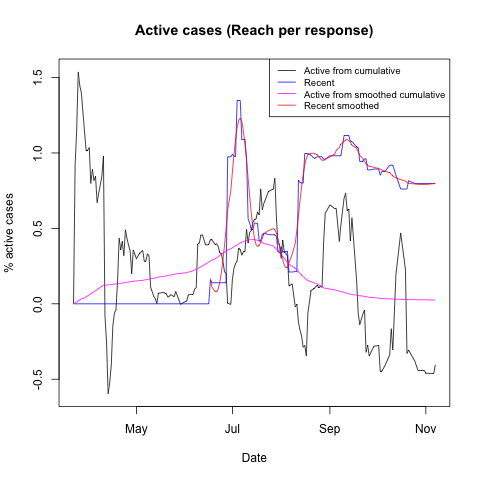 Active cases (Reach per response)
Active from cumulative
Recent
Active from smoothed cumulative
Recent smoothed
% active cases
1.5
1.0
0.5
0.0
-0.5
May
Jul
Sep
Nov
Date